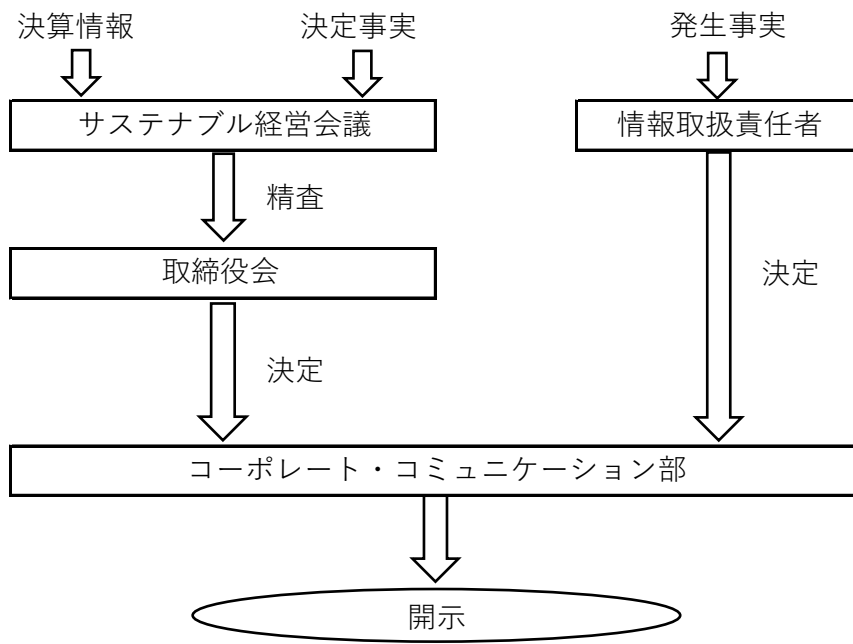 決算情報
決定事実
発生事実
サステナブル経営会議
情報取扱責任者
精査
取締役会
決定
決定
コーポレート・コミュニケーション部
開示